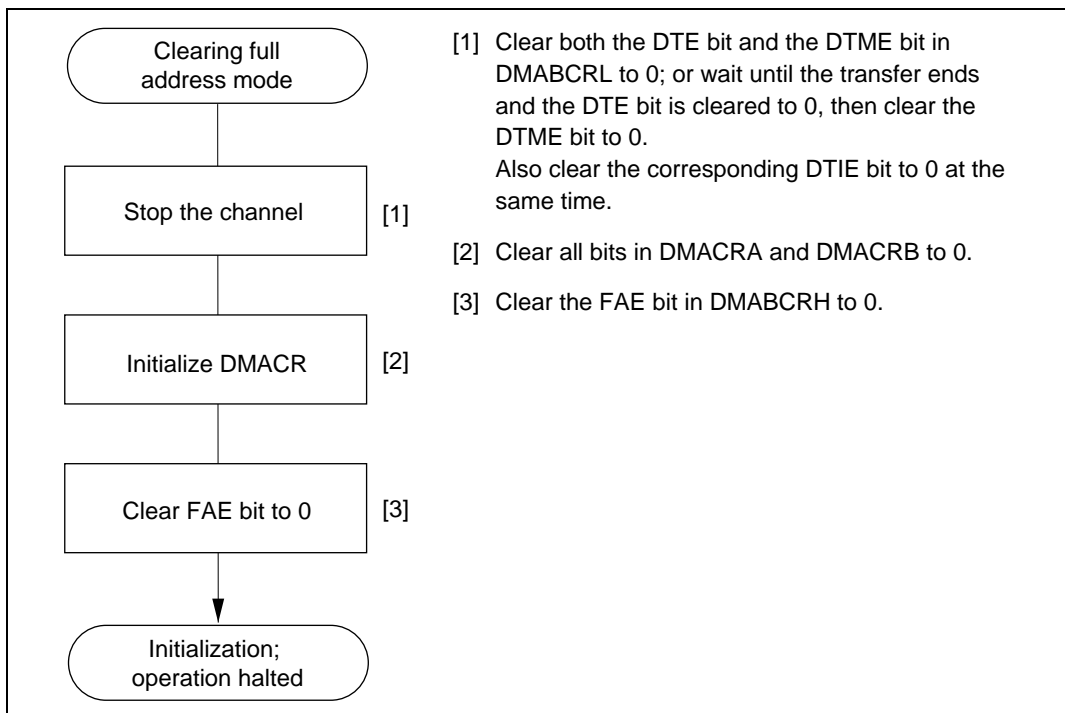 Clearing full
address mode
Stop the channel
[1]
Initialize DMACR
[2]
Clear FAE bit to 0
[3]
Initialization;
operation halted
[1] Clear both the DTE bit and the DTME bit in
DMABCRL to 0; or wait until the transfer ends
and the DTE bit is cleared to 0, then clear the
DTME bit to 0.
Also clear the corresponding DTIE bit to 0 at the
same time.
[2] Clear all bits in DMACRA and DMACRB to 0.
[3] Clear the FAE bit in DMABCRH to 0.